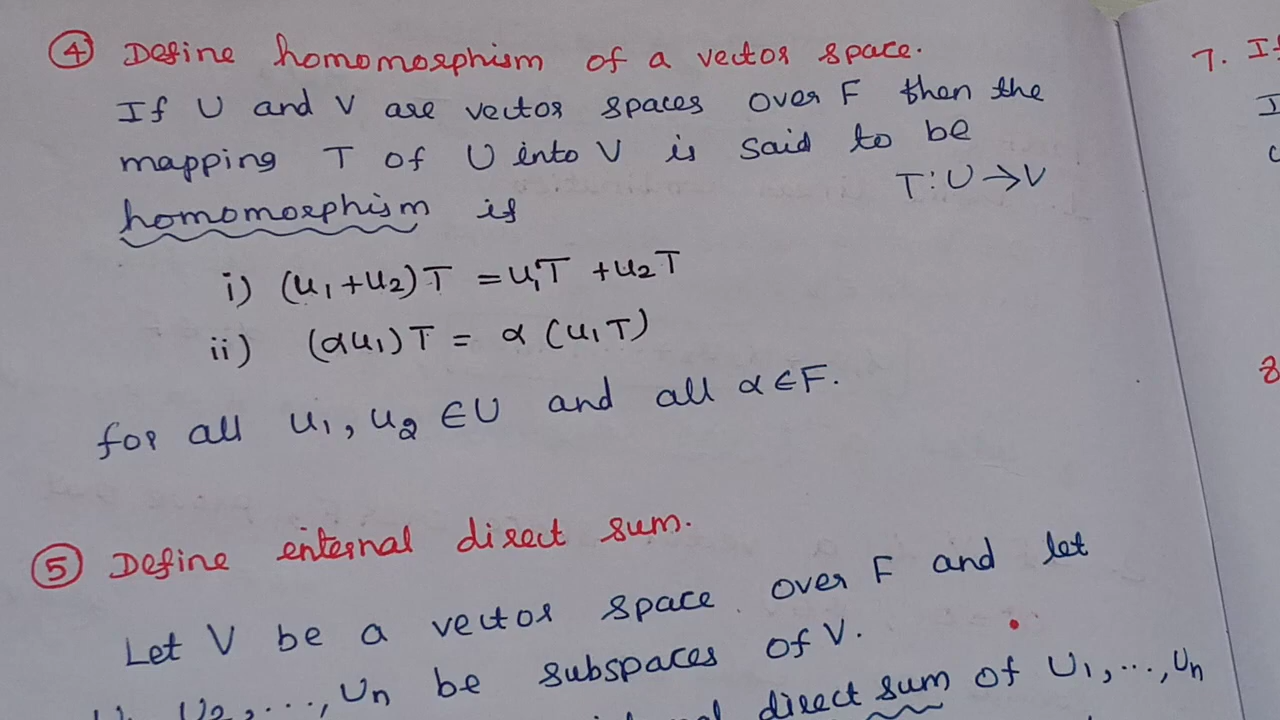 ④ Define homomorphism of a vector space.
If U and V are vector spaces over F then the
mapping T of U into V is said to be
T:U→V
homomorphism if
i) (u₁+u₂)T = u₁T + u₂T
ii) (αu₁)T = α(u₁T)
for all u₁, u₂ ∈ U and all α∈F.
⑤ Define internal direct sum.
Let V be a vector space over F and let
U₂,...,Un be subspaces of V.
direct sum of U₁,...,Un
7. If
8